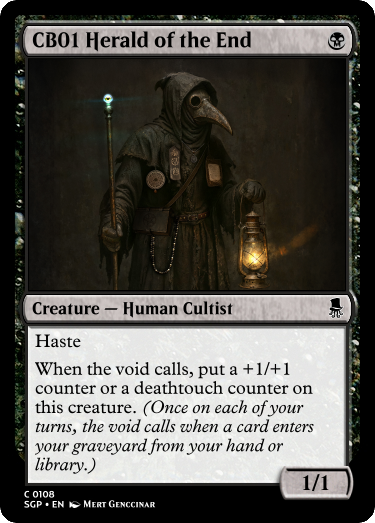 CB01 Herald of the End
Creature — Human Cultist
Haste
When the void calls, put a +1/+1
counter or a deathtouch counter on
this creature. (Once on each of your
turns, the void calls when a card enters
your graveyard from your hand or
library.)
1/1
C 0108
SGP • EN Mert Genccinar